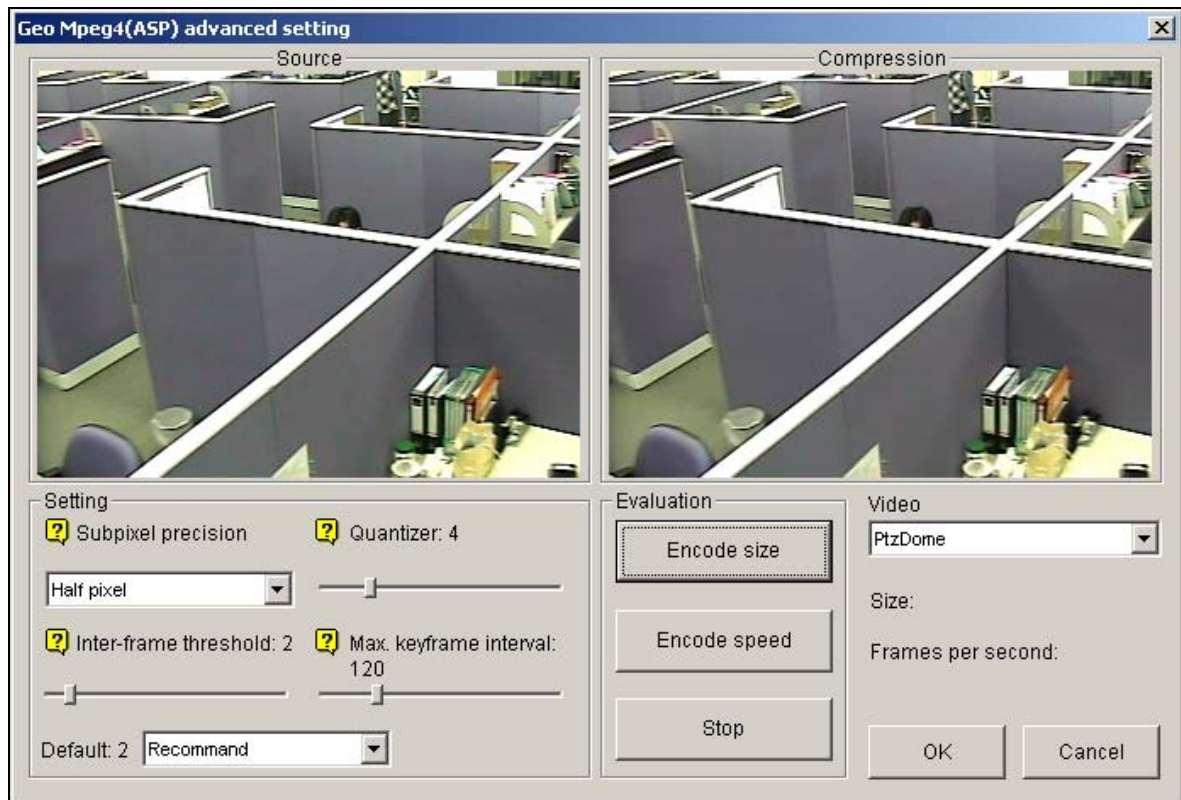 Geo Mpeg4(ASP) advanced setting
Source
Compression
Setting
Subpixel precision
Quantizer: 4
Half pixel
Inter-frame threshold: 2
Max. keyframe interval:
120
Default: 2
Recommand
Evaluation
Encode size
Encode speed
Stop
Video
PtzDome
Size:
Frames per second:
OK
Cancel